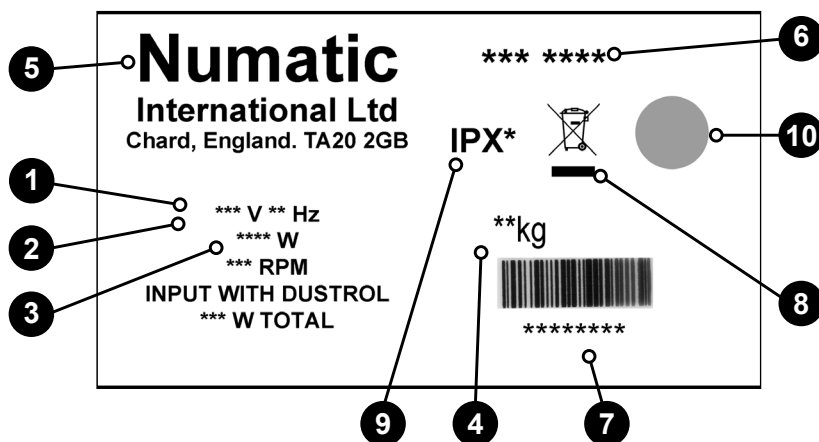 Numatic
International Ltd
Chard, England. TA20 2GB
*** ****
IPX*
*** V ** Hz
**** W
*** RPM
INPUT WITH DUSTROL
*** W TOTAL
**kg
********
5
1
2
3
6
10
8
9
4
7